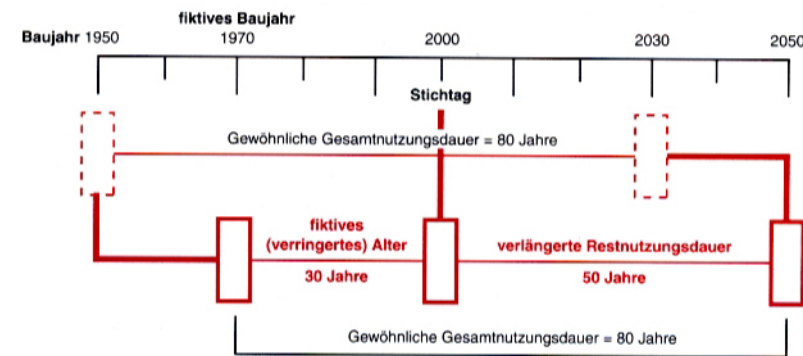 fiktives Baujahr
Baujahr 1950 1970 2000 2030 2050
Stichtag
Gewöhnliche Gesamtnutzungsdauer = 80 Jahre
fiktives
(verringertes) Alter
30 Jahre
verlängerte Restnutzungsdauer
50 Jahre
Gewöhnliche Gesamtnutzungsdauer = 80 Jahre